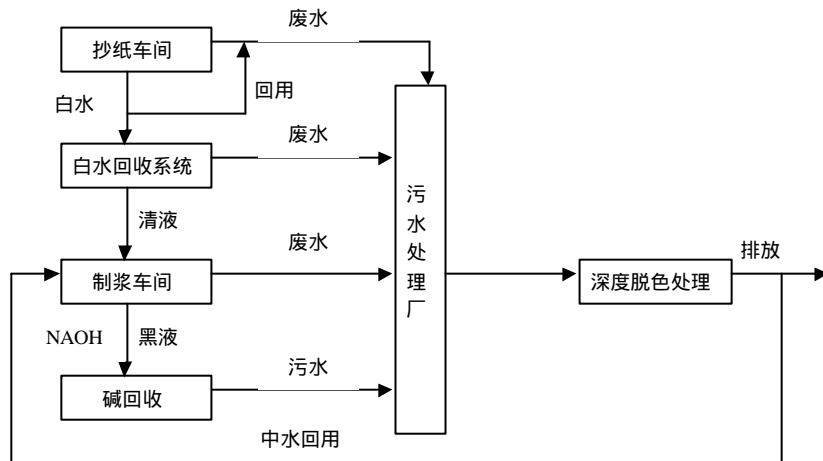 废水
抄纸车间
白水
回用
废水
白水回收系统
清液
废水
制浆车间
NAOH
黑液
污水
碱回收
中水回用
污水处理厂
深度脱色处理
排放